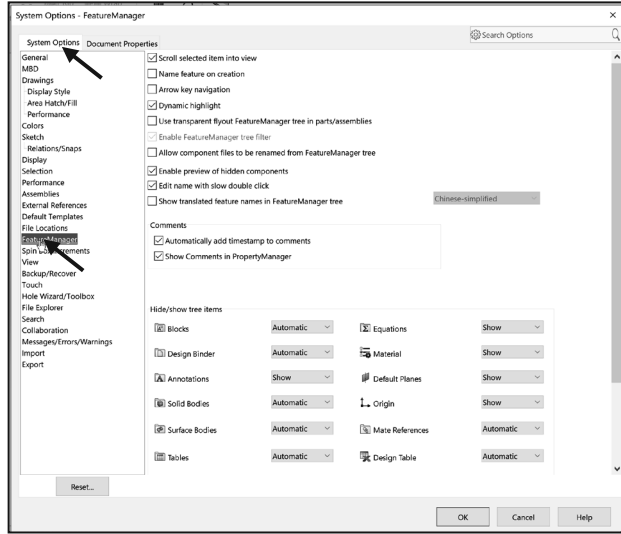 System Options - FeatureManager
Search Options
System Options Document Properties
General
MBD
Drawings
Display Style
Area Hatch/Fill
Performance
Colors
Sketch
Relations/Snaps
Display
Selection
Performance
Assemblies
External References
Default Templates
File Locations
FeatureManager
Spin Increments
View
Backup/Recover
Touch
Hole Wizard/Toolbox
File Explorer
Search
Collaboration
Messages/Errors/Warnings
Import
Export
Reset...
Scroll selected item into view
Name feature on creation
Arrow key navigation
Dynamic highlight
Use transparent flyout FeatureManager tree in parts/assemblies
Enable FeatureManager tree filter
Allow component files to be renamed from FeatureManager tree
Enable preview of hidden components
Edit name with slow double click
Show translated feature names in FeatureManager tree Chinese-simplified
Comments
Automatically add timestamp to comments
Show Comments in PropertyManager
Hide/show tree items
Blocks Automatic Equations Show
Design Binder Automatic Material Show
Annotations Show Default Planes Show
Solid Bodies Automatic Origin Show
Surface Bodies Automatic Mate References Automatic
Tables Automatic Design Table Automatic
OK Cancel Help